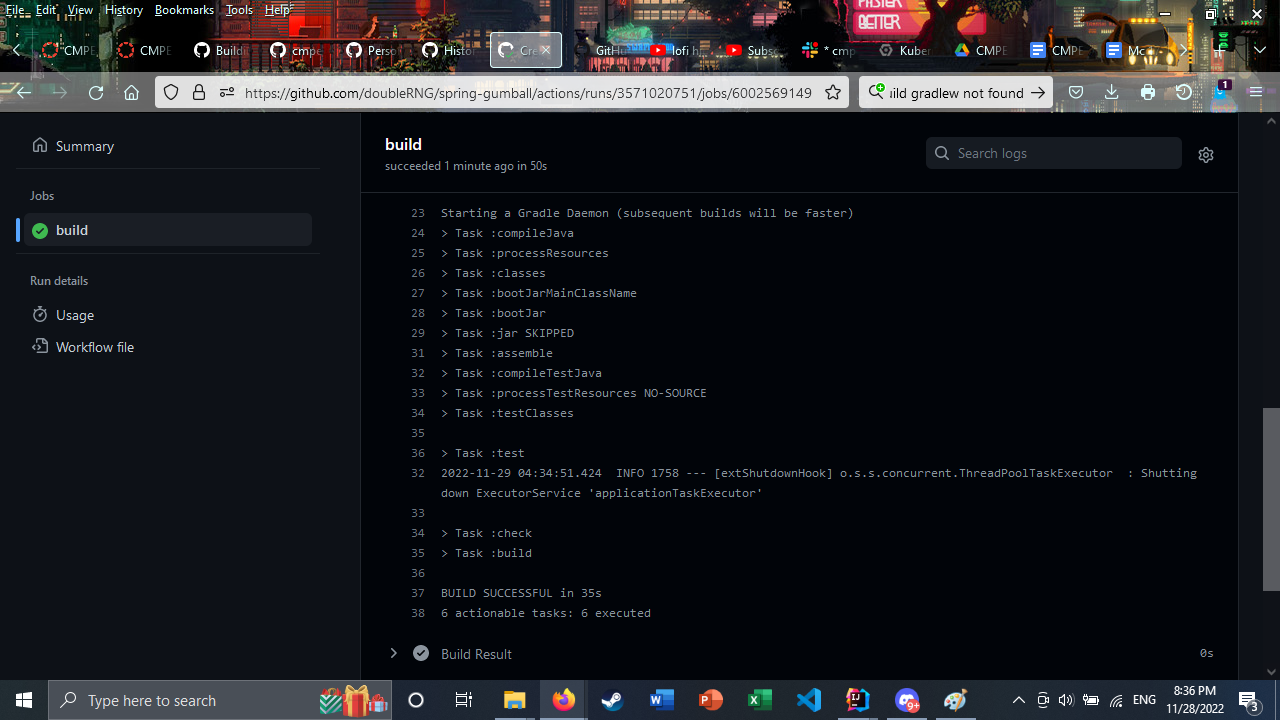 File Edit View History Bookmarks Tools Help
FASTER
BETTER
CMPE
CMPE
Buildi
cmpe
Perso
Histo
Cre
GitHu
lofi h
Subsc
* cmp
Kuber
CMPE
CMPE
https://github.com/doubleRNG/spring-gumball/actions/runs/3571020751/jobs/6002569149
ild gradlew not found
1
Summary
Jobs
build
Run details
Usage
Workflow file
build
succeeded 1 minute ago in 50s
Search logs
23 Starting a Gradle Daemon (subsequent builds will be faster)
24 > Task :compileJava
25 > Task :processResources
26 > Task :classes
27 > Task :bootJarMainClassName
28 > Task :bootJar
29 > Task :jar SKIPPED
31 > Task :assemble
32 > Task :compileTestJava
33 > Task :processTestResources NO-SOURCE
34 > Task :testClasses
35
36 > Task :test
32 2022-11-29 04:34:51.424  INFO 1758 --- [extShutdownHook] o.s.s.concurrent.ThreadPoolTaskExecutor  : Shutting
down ExecutorService 'applicationTaskExecutor'
33
34 > Task :check
35 > Task :build
36
37 BUILD SUCCESSFUL in 35s
38 6 actionable tasks: 6 executed
Build Result 0s
Type here to search
9+
ENG
8:36 PM
11/28/2022
3